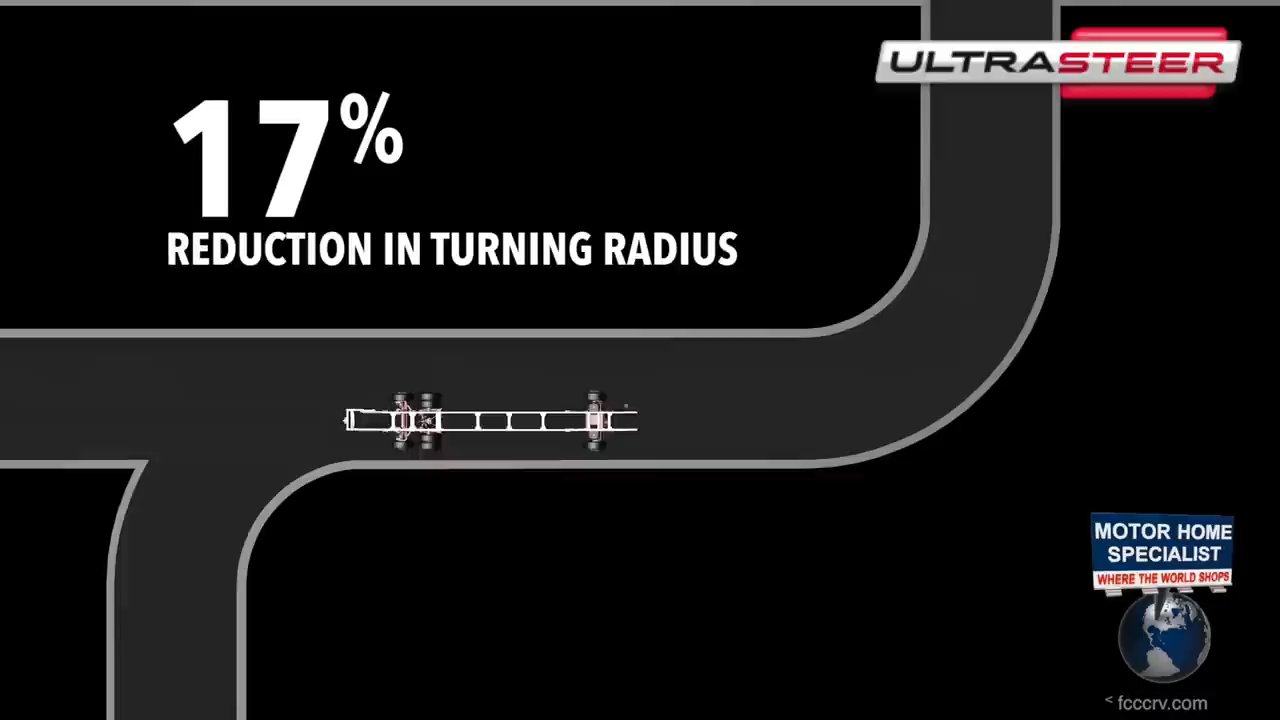 ULTRASTEER
17%
REDUCTION IN TURNING RADIUS
MOTOR HOME
SPECIALIST
WHERE THE WORLD SHOPS
< fcccrv.com